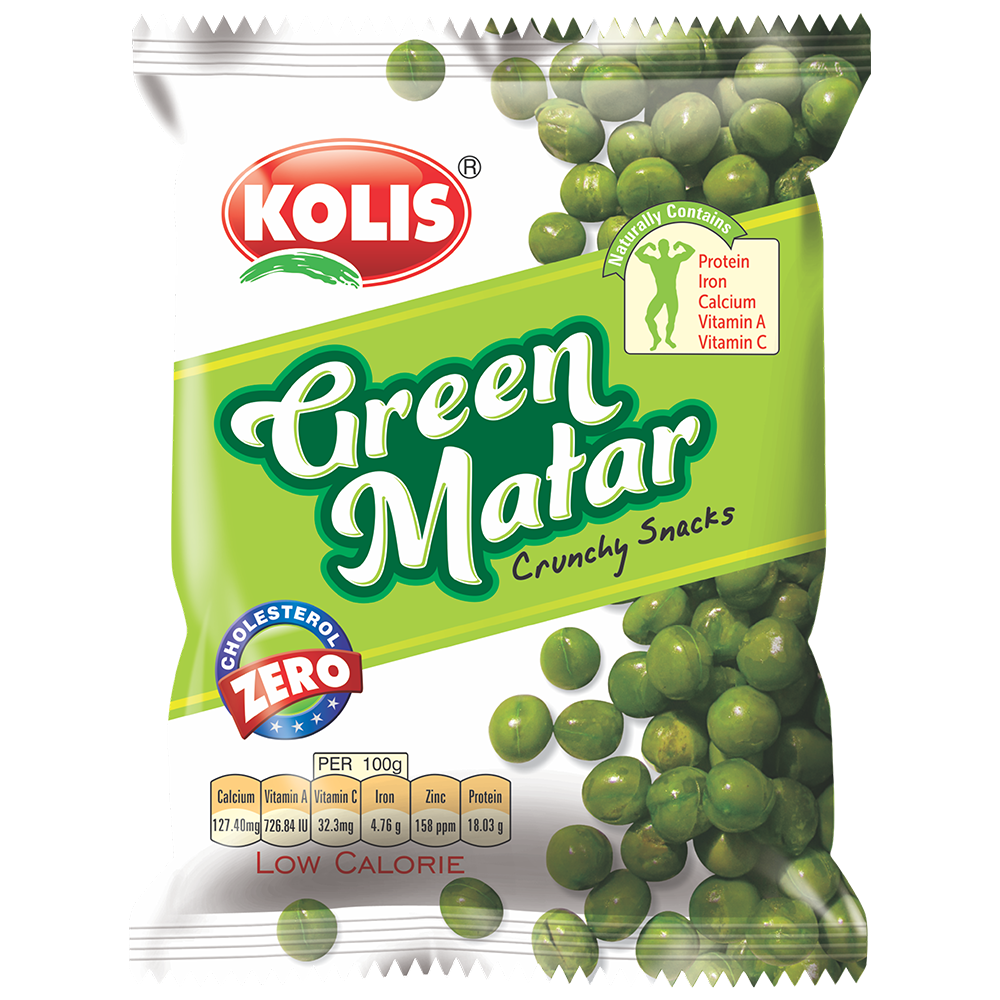 KOLIS ®
Naturally Contains
Protein
Iron
Calcium
Vitamin A
Vitamin C
Green
Matar
Crunchy Snacks
CHOLESTEROL
ZERO
PER 100g
Calcium Vitamin A Vitamin C Iron Zinc Protein
127.40mg 726.84 IU 32.3mg 4.76 g 158 ppm 18.03 g
LOW CALORIE